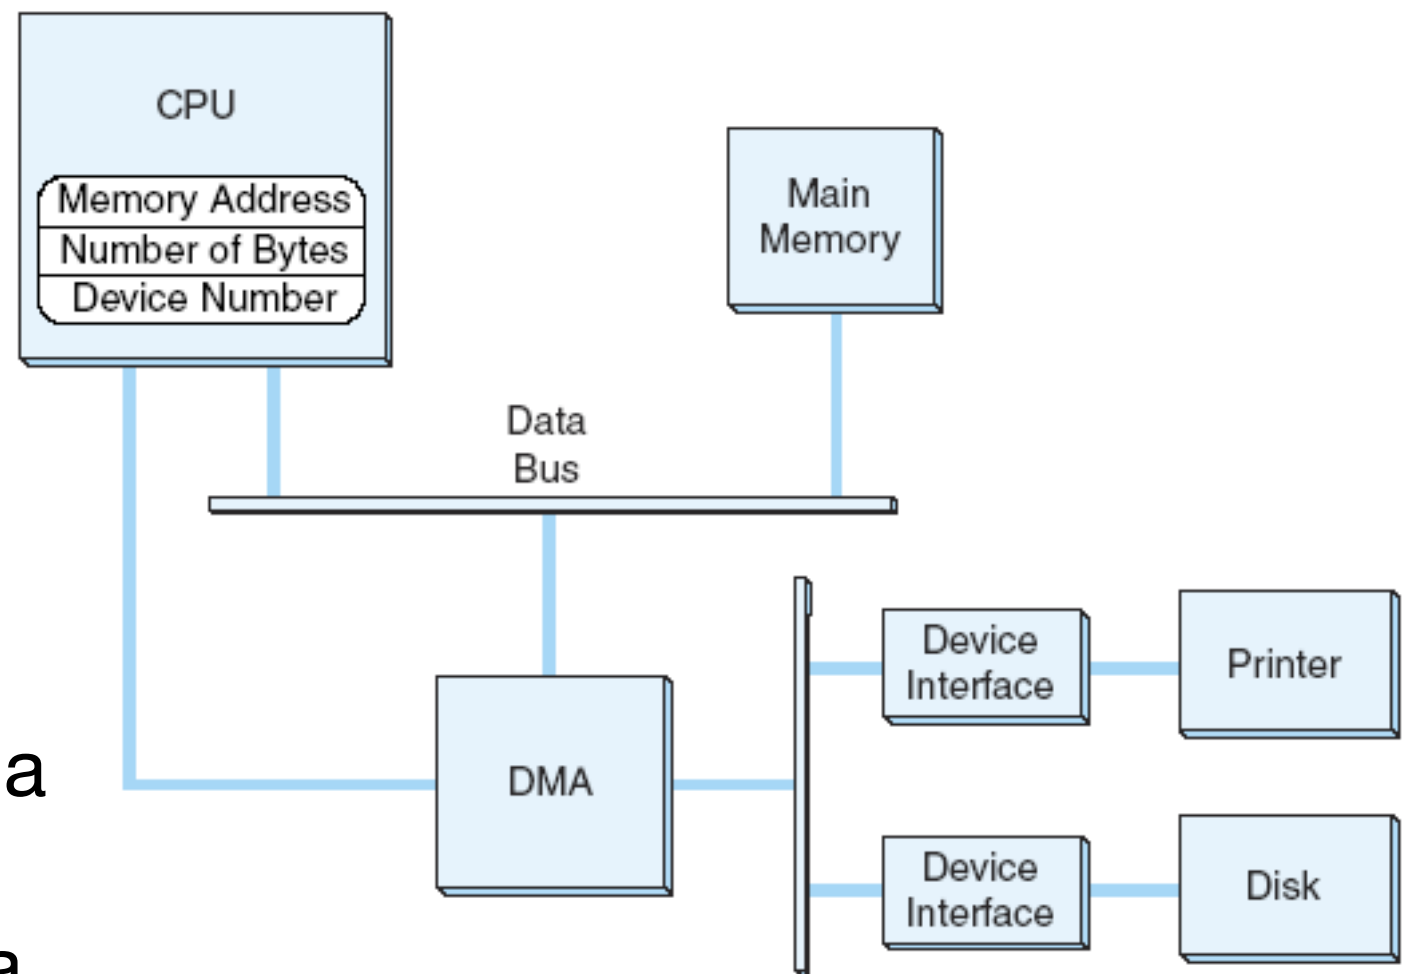 CPU
Memory Address
Number of Bytes
Device Number
Main
Memory
Data
Bus
Device
Interface
Printer
a
DMA
Device
Interface
Disk
a